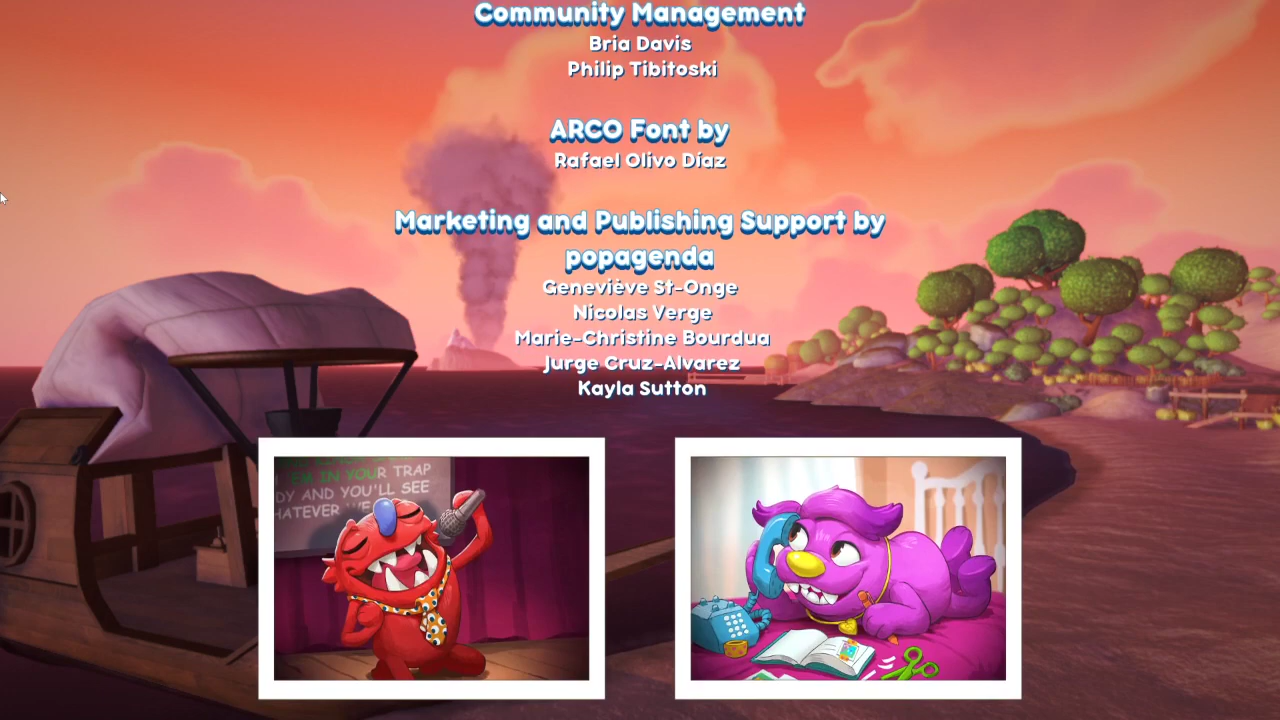 Community Management
Bria Davis
Philip Tibitoski
ARCO Font by
Rafael Olivo Díaz
Marketing and Publishing Support by
popagenda
Geneviève St-Onge
Nicolas Verge
Marie-Christine Bourdua
Jurge Cruz-Alvarez
Kayla Sutton
'EM IN YOUR TRAP
DY AND YOU'LL SEE
HATEVER WE